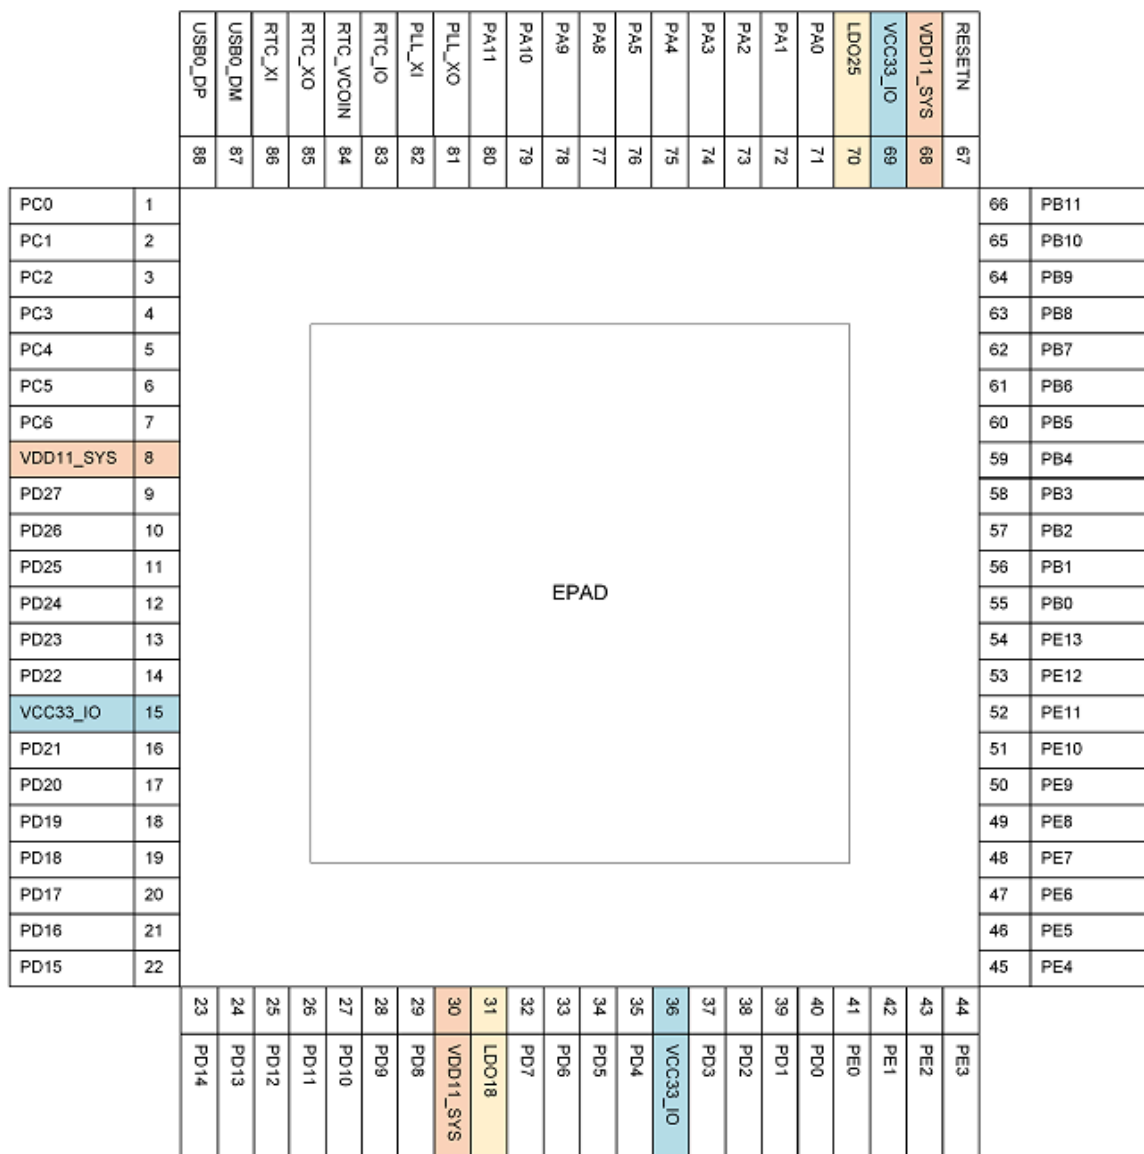 USB0_DP
USB0_DM
RTC_XI
RTC_XO
RTC_VCOIN
RTC_IO
PLL_XI
PLL_XO
PA11
PA10
PA9
PA8
PA5
PA4
PA3
PA2
PA1
PA0
LDO25
VCC33_IO
VDD11_SYS
RESETN
88 87 86 85 84 83 82 81 80 79 78 77 76 75 74 73 72 71 70 69 68 67
PC0 1
PC1 2
PC2 3
PC3 4
PC4 5
PC5 6
PC6 7
VDD11_SYS 8
PD27 9
PD26 10
PD25 11
PD24 12
PD23 13
PD22 14
VCC33_IO 15
PD21 16
PD20 17
PD19 18
PD18 19
PD17 20
PD16 21
PD15 22
EPAD
66 PB11
65 PB10
64 PB9
63 PB8
62 PB7
61 PB6
60 PB5
59 PB4
58 PB3
57 PB2
56 PB1
55 PB0
54 PE13
53 PE12
52 PE11
51 PE10
50 PE9
49 PE8
48 PE7
47 PE6
46 PE5
45 PE4
23 24 25 26 27 28 29 30 31 32 33 34 35 36 37 38 39 40 41 42 43 44
PD14
PD13
PD12
PD11
PD10
PD9
PD8
VDD11_SYS
LDO18
PD7
PD6
PD5
PD4
VCC33_IO
PD3
PD2
PD1
PD0
PE0
PE1
PE2
PE3